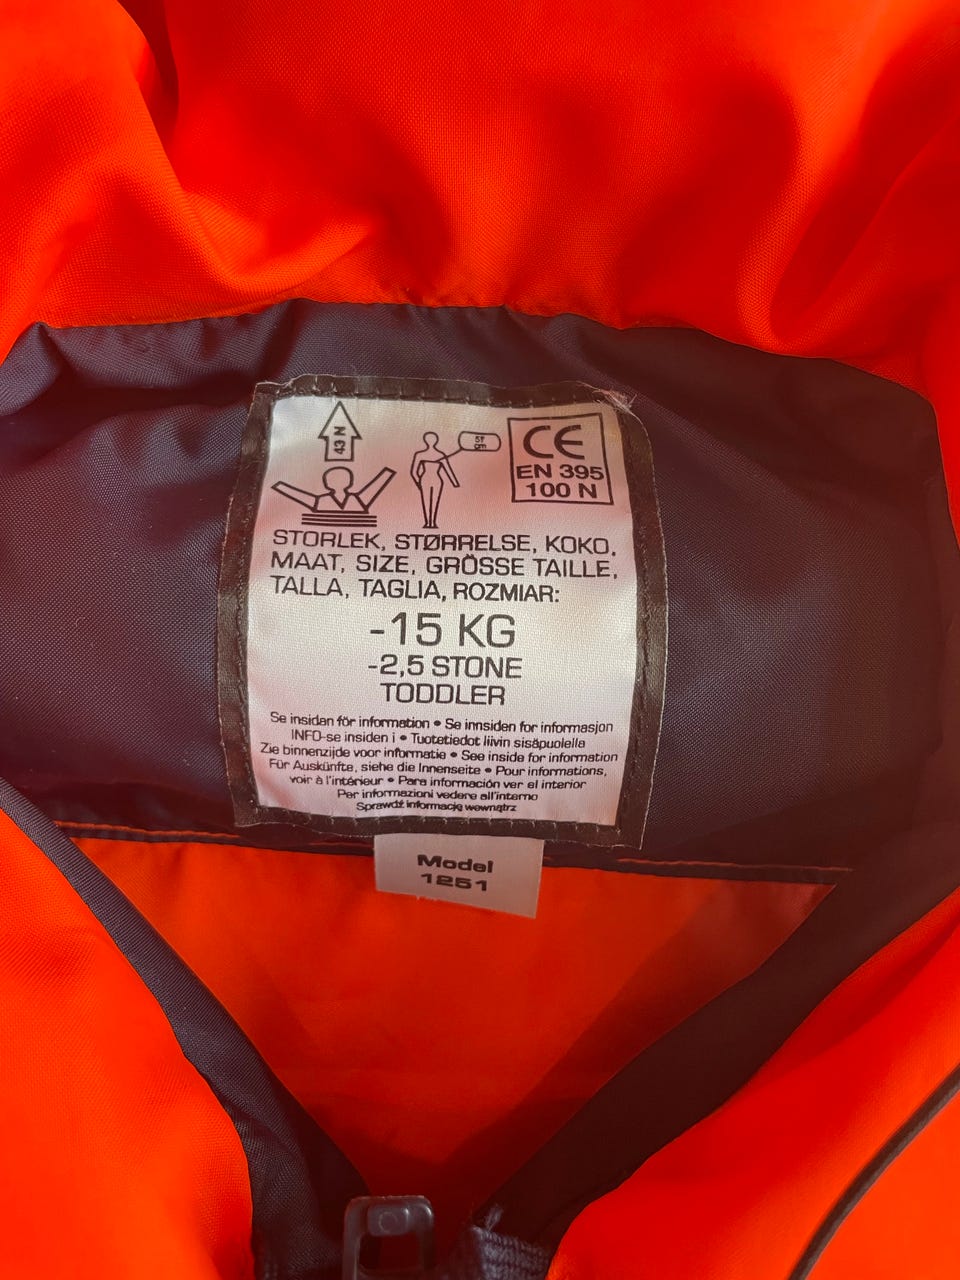 43 N
51
cm
CE
EN 395
100 N
STORLEK, STØRRELSE, KOKO,
MAAT, SIZE, GRÖSSE TAILLE,
TALLA, TAGLIA, ROZMIAR:
-15 KG
-2,5 STONE
TODDLER
Se insidan för information • Se innsiden for informasjon
INFO-se insiden i • Tuotetiedot liivin sisäpuolella
Zie binnenzijde voor informatie • See inside for information
Für Auskünfte, siehe die Innenseite • Pour informations,
voir à l'intérieur • Para información ver el interior
Per informazioni vedere all'interno
Sprawdź informację wewnątrz
Model
1251